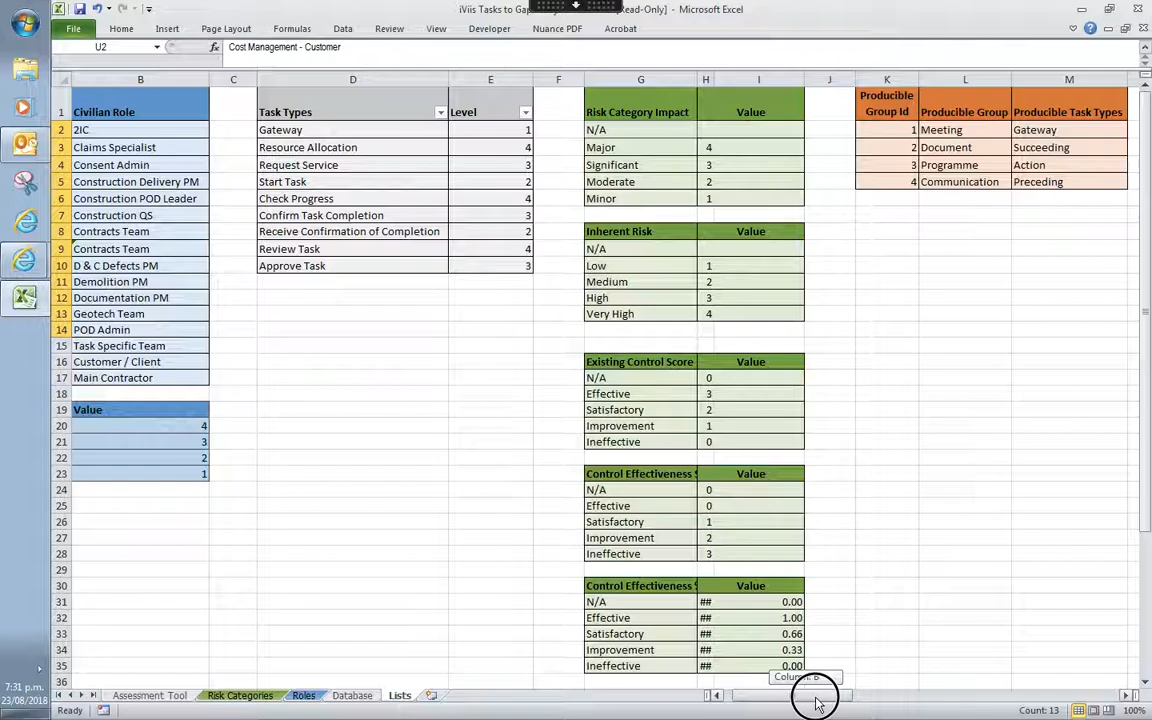 iViis Tasks to Gap [Read-Only] - Microsoft Excel
File Home Insert Page Layout Formulas Data Review View Developer Nuance PDF Acrobat
U2 fx Cost Management - Customer
B C D E F G H I J K L M
1 Civilian Role Task Types Level Risk Category Impact Value Producible Group Id Producible Group Producible Task Types
2 2IC Gateway 1 N/A 1 Meeting Gateway
3 Claims Specialist Resource Allocation 4 Major 4 2 Document Succeeding
4 Consent Admin Request Service 3 Significant 3 3 Programme Action
5 Construction Delivery PM Start Task 2 Moderate 2 4 Communication Preceding
6 Construction POD Leader Check Progress 4 Minor 1
7 Construction QS Confirm Task Completion 3
8 Contracts Team Receive Confirmation of Completion 2 Inherent Risk Value
9 Contracts Team Review Task 4 N/A
10 D & C Defects PM Approve Task 3 Low 1
11 Demolition PM Medium 2
12 Documentation PM High 3
13 Geotech Team Very High 4
14 POD Admin
15 Task Specific Team
16 Customer / Client Existing Control Score Value
17 Main Contractor N/A 0
18 Effective 3
19 Value Satisfactory 2
20 4 Improvement 1
21 3 Ineffective 0
22 2
23 1 Control Effectiveness Value
24 N/A 0
25 Effective 0
26 Satisfactory 1
27 Improvement 2
28 Ineffective 3
29
30 Control Effectiveness Value
31 N/A ## 0.00
32 Effective ## 1.00
33 Satisfactory ## 0.66
34 Improvement ## 0.33
35 Ineffective ## 0.00
36
Column: B
Assessment Tool Risk Categories Roles Database Lists
Ready Count: 13 100%
7:31 p.m.
23/08/2018